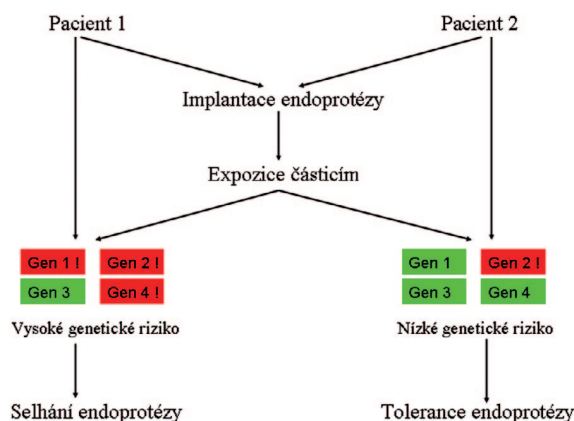 Pacient 1
Pacient 2
Implantace endoprotézy
Expozice částicím
Gen 1 !
Gen 2 !
Gen 1
Gen 2 !
Gen 3
Gen 4 !
Gen 3
Gen 4
Vysoké genetické riziko
Nízké genetické riziko
Selhání endoprotézy
Tolerance endoprotézy